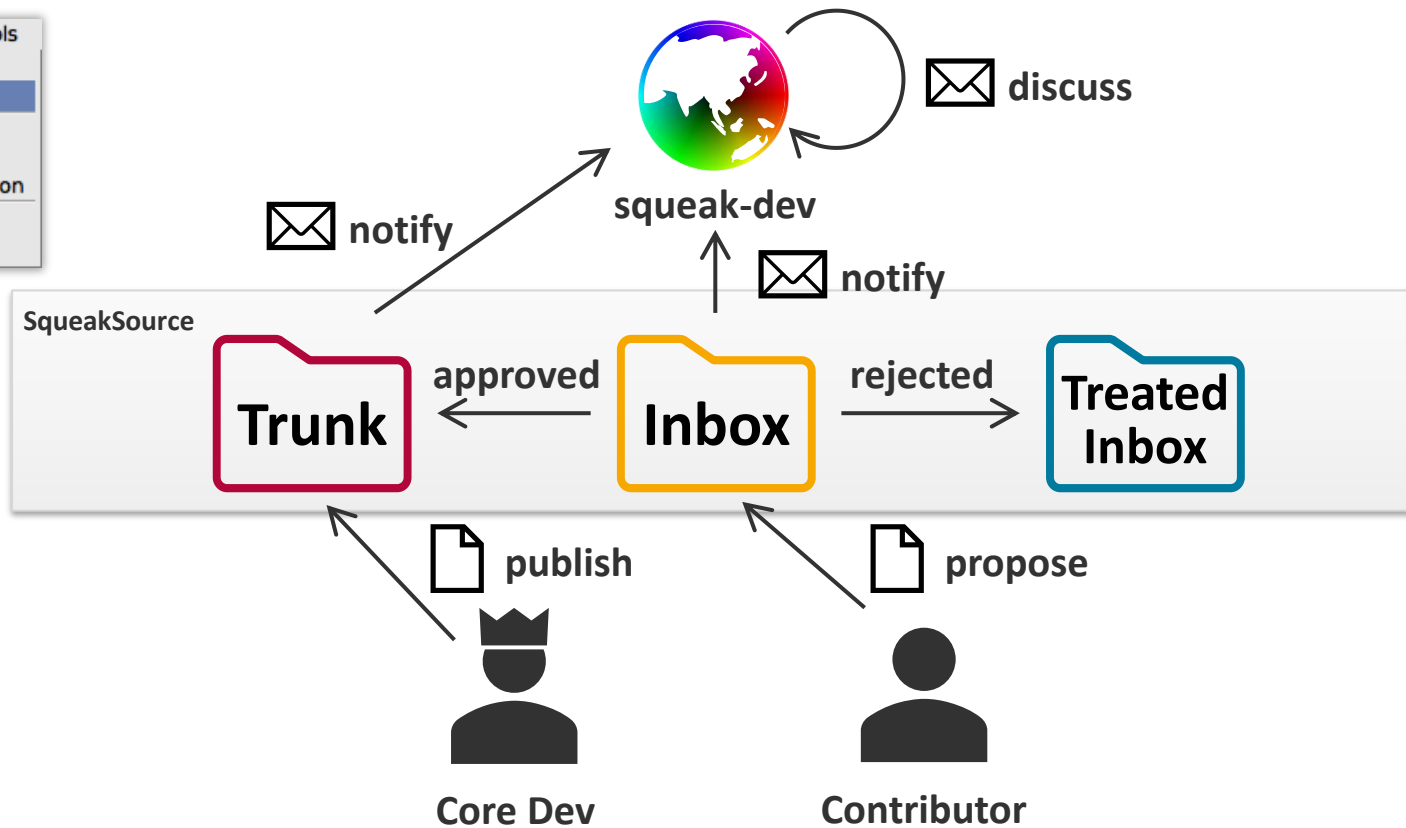 discuss
squeak-dev
notify
notify
SqueakSource
approved
rejected
Trunk
Inbox
Treated
Inbox
publish
propose
Core Dev
Contributor